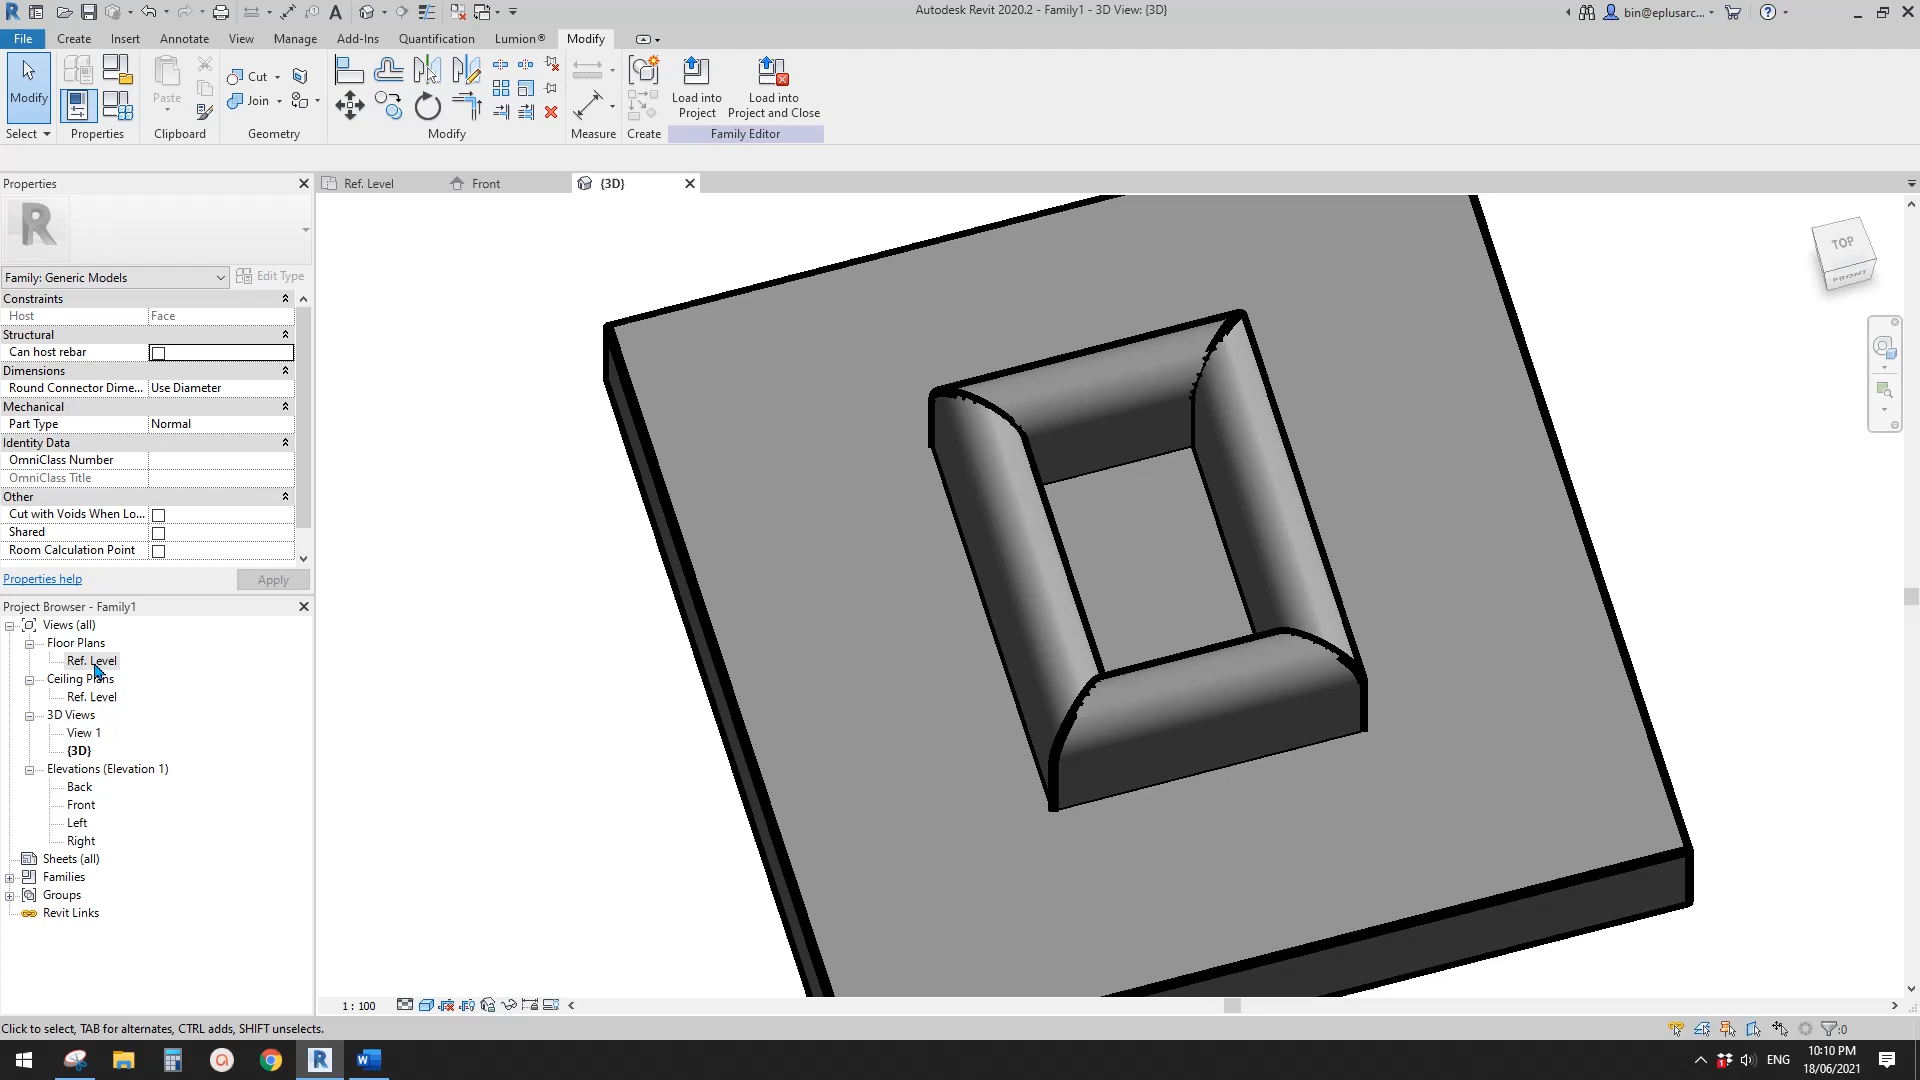 Autodesk Revit 2020.2 - Family1 - 3D View: {3D}
bin@eplusarc...
File Create Insert Annotate View Manage Add-Ins Quantification Lumion® Modify
Modify
Paste
Cut
Join
Load into
Project
Load into
Project and Close
Select Properties Clipboard Geometry Modify Measure Create Family Editor
Properties
Ref. Level
Front
{3D}
Family: Generic Models
Edit Type
Constraints
Host Face
Structural
Can host rebar
Dimensions
Round Connector Dime... Use Diameter
Mechanical
Part Type Normal
Identity Data
OmniClass Number
OmniClass Title
Other
Cut with Voids When Lo...
Shared
Room Calculation Point
Properties help
Apply
Project Browser - Family1
Views (all)
Floor Plans
Ref. Level
Ceiling Plans
Ref. Level
3D Views
View 1
{3D}
Elevations (Elevation 1)
Back
Front
Left
Right
Sheets (all)
Families
Groups
Revit Links
TOP
FRONT
1 : 100
Click to select, TAB for alternates, CTRL adds, SHIFT unselects.
:0
ENG
10:10 PM
18/06/2021